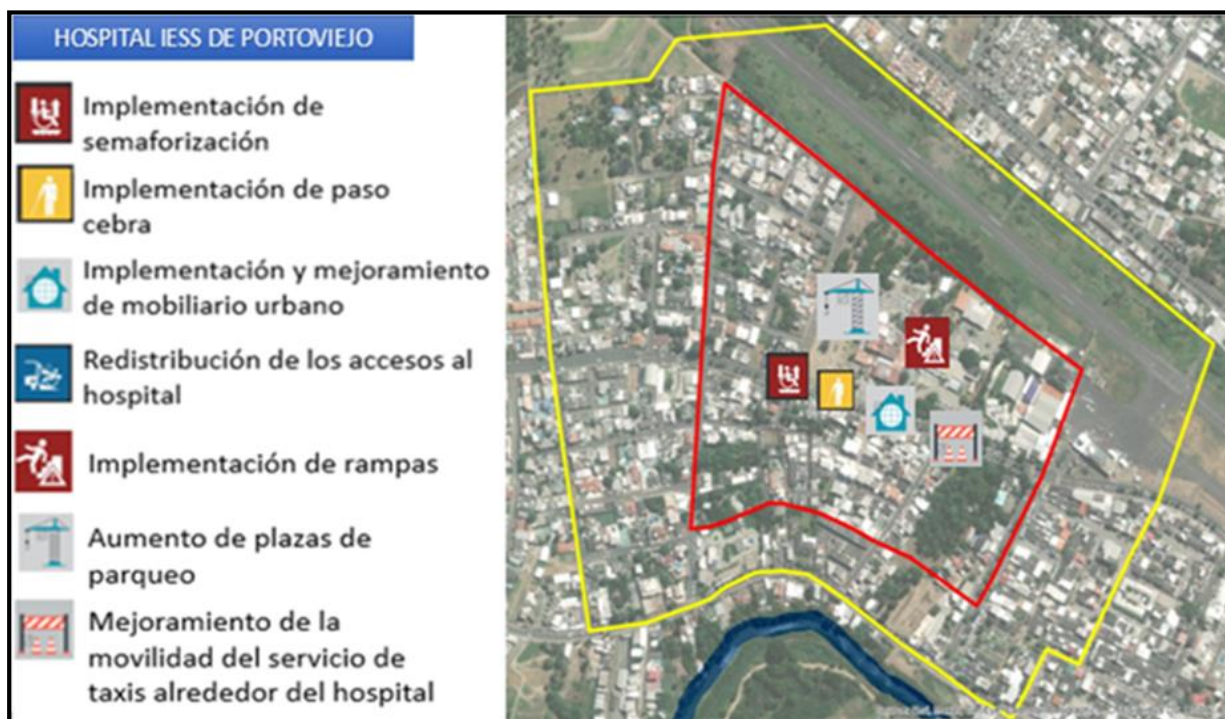 HOSPITAL IESS DE PORTOVIEJO
Implementación de
semaforización
Implementación de paso
cebra
Implementación y mejoramiento
de mobiliario urbano
Redistribución de los accesos al
hospital
Implementación de rampas
Aumento de plazas de
parqueo
Mejoramiento de la
movilidad del servicio de
taxis alrededor del hospital